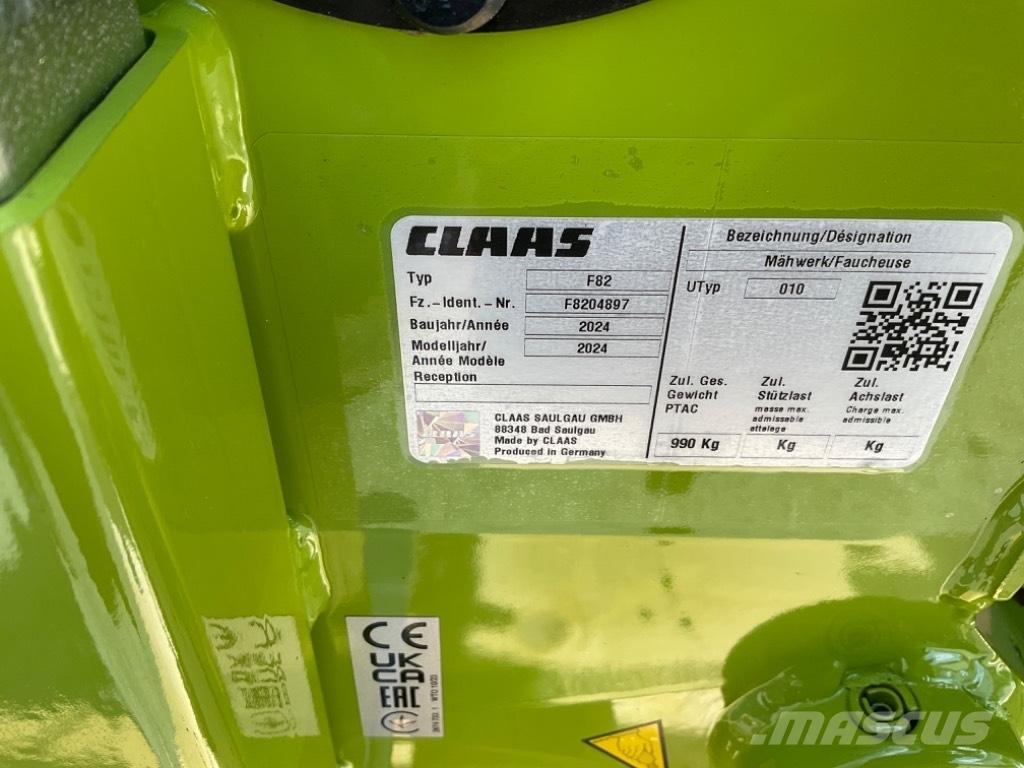 CLAAS
Typ F82
Fz.-Ident.-Nr. F8204897
Baujahr/Année 2024
Modelljahr/
Année Modèle 2024
Reception
CLAAS SAULGAU GMBH
88348 Bad Saulgau
Made by CLAAS
Produced in Germany
Bezeichnung/Désignation
Mähwerk/Faucheuse
UTyp 010
Zul. Ges.
Gewicht
PTAC
990 Kg
Zul.
Stützlast
masse max.
admissable
attelage
Kg
Zul.
Achslast
Charge max.
admissible
Kg
CE
UK
CA
EAC
MASCUS